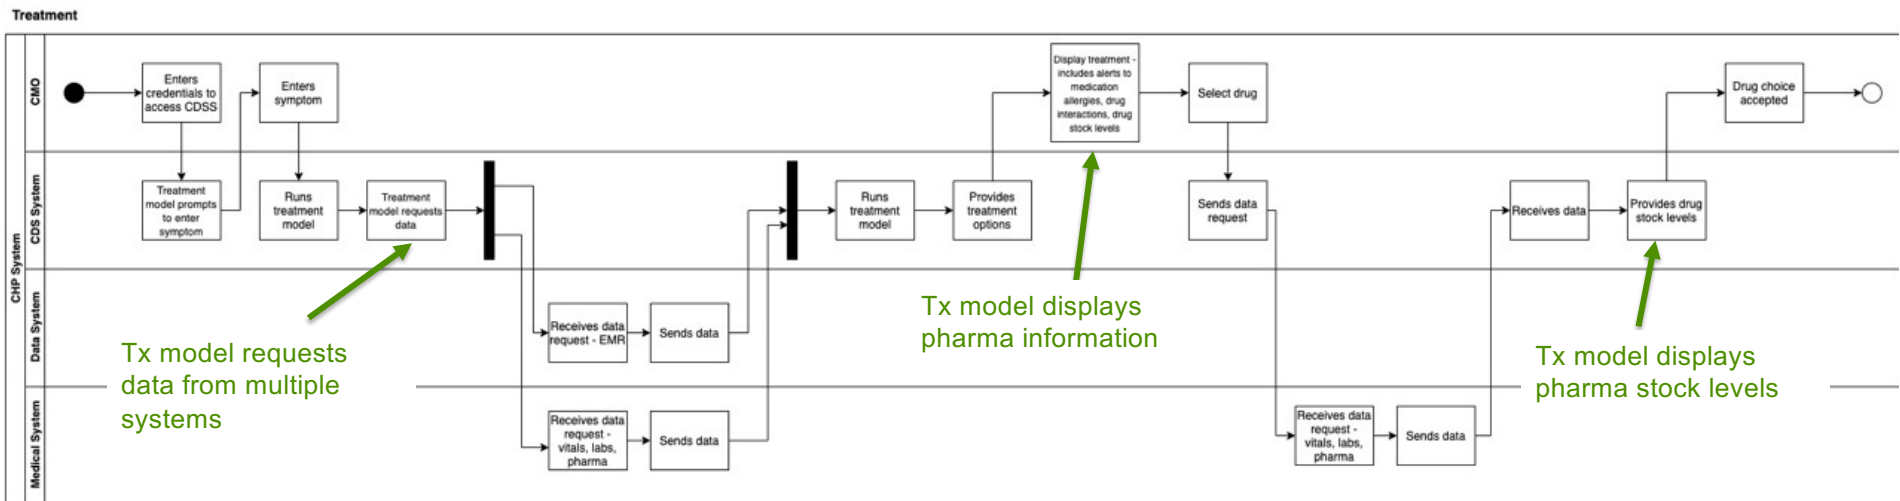 Treatment
CHP System
CMO
Enters
credentials to
access CDSS
Enters
symptom
Display treatment -
includes alerts to
medication
allergies, drug
interactions, drug
stock levels
Select drug
Drug choice
accepted
CDS System
Treatment
model prompts
to enter
symptom
Runs
treatment
model
Treatment
model requests
data
Runs
treatment
model
Provides
treatment
options
Sends data
request
Receives data
Provides drug
stock levels
Data System
Receives data
request - EMR
Sends data
Tx model requests
data from multiple
systems
Tx model displays
pharma information
Tx model displays
pharma stock levels
Medical System
Receives data
request -
vitals, labs,
pharma
Sends data
Receives data
request -
vitals, labs,
pharma
Sends data